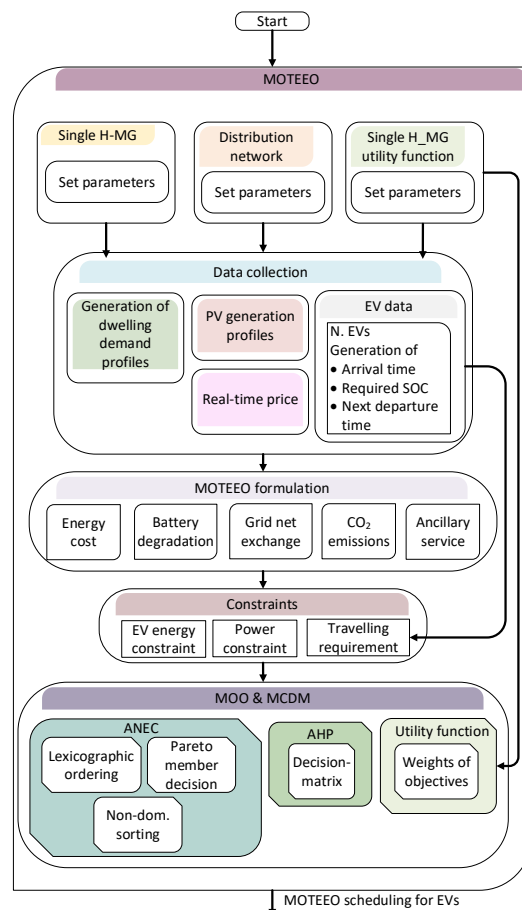 Start
MOTEEO
Single H-MG
Set parameters
Distribution
network
Set parameters
Single H_MG
utility function
Set parameters
Data collection
Generation of
dwelling
demand
profiles
PV generation
profiles
Real-time price
EV data
N. EVs
Generation of
● Arrival time
● Required SOC
● Next departure
time
MOTEEO formulation
Energy
cost
Battery
degradation
Grid net
exchange
CO₂
emissions
Ancillary
service
Constraints
EV energy
constraint
Power
constraint
Travelling
requirement
MOO & MCDM
ANEC
Lexicographic
ordering
Pareto
member
decision
Non-dom.
sorting
AHP
Decision-
matrix
Utility function
Weights of
objectives
MOTEEO scheduling for EVs